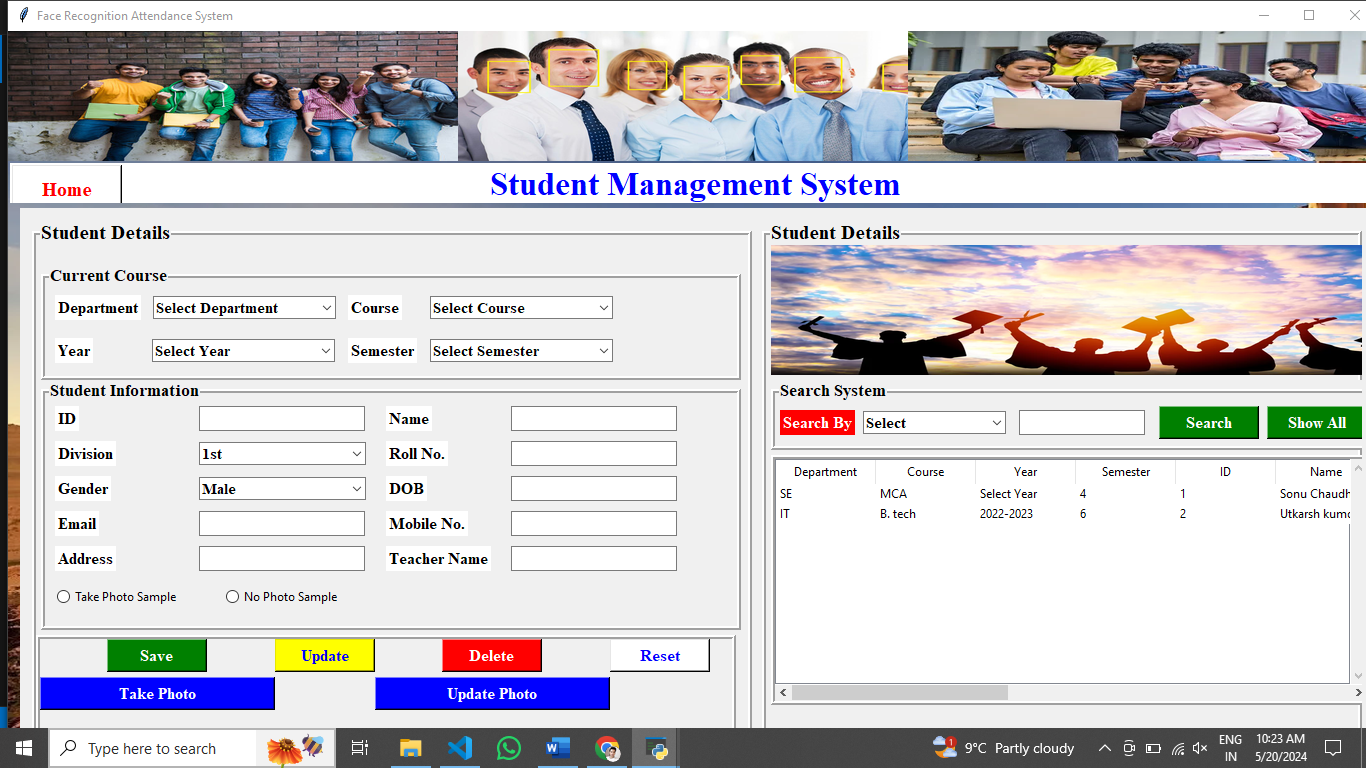 Face Recognition Attendance System
Home
Student Management System
Student Details
Current Course
Department Select Department Course Select Course
Year Select Year Semester Select Semester
Student Information
ID Name
Division 1st Roll No.
Gender Male DOB
Email Mobile No.
Address Teacher Name
Take Photo Sample No Photo Sample
Save Update Delete Reset
Take Photo Update Photo
Student Details
Search System
Search By Select Search Show All
Department Course Year Semester ID Name
SE MCA Select Year 4 1 Sonu Chaudh
IT B. tech 2022-2023 6 2 Utkarsh kumc
Type here to search
1
9°C Partly cloudy
ENG
IN
10:23 AM
5/20/2024